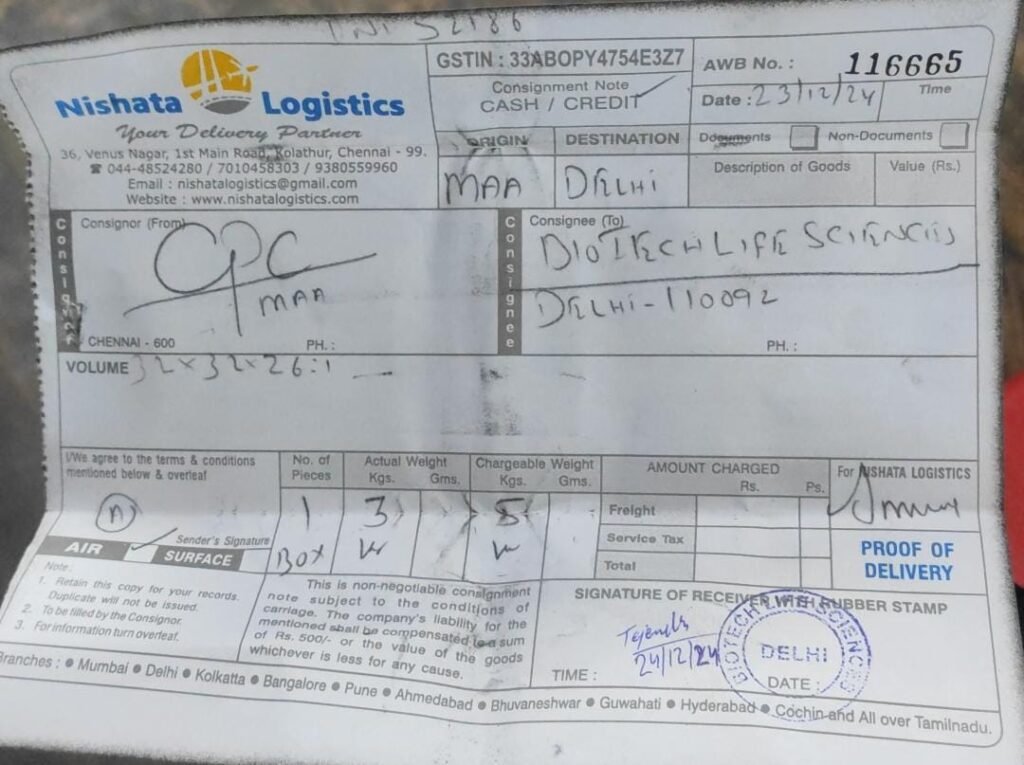 Nishata Logistics
Your Delivery Partner
36, Venus Nagar, 1st Main Road, Kolathur, Chennai - 99.
☎ 044-48524280 / 7010458303 / 9380559960
Email : nishatalogistics@gmail.com
Website : www.nishatalogistics.com
GSTIN : 33ABOPY4754E3Z7
Consignment Note
CASH / CREDIT
AWB No. : 116665
Date : 23/12/24
Time
ORIGIN
MAA
DESTINATION
DELHI
Documents
Non-Documents
Description of Goods
Value (Rs.)
Consignor
Consignor (From)
CPC
MAA
CHENNAI - 600
PH. :
Consignee
Consignee (To)
BIOTECH LIFE SCIENCES
DELHI-110092
PH. :
VOLUME 32x32x26:1
I/We agree to the terms & conditions
mentioned below & overleaf
Sender's Signature
AIR ✓ SURFACE
No. of
Pieces
1
BOX
Actual Weight
Kgs. Gms.
3
Chargeable Weight
Kgs. Gms.
5
AMOUNT CHARGED
Rs. Ps.
Freight
Service Tax
Total
For NISHATA LOGISTICS
PROOF OF
DELIVERY
Note:
1. Retain this copy for your records.
Duplicate will not be issued.
2. To be filled by the Consignor.
3. For information turn overleaf.
This is non-negotiable consignment
note subject to the conditions of
carriage. The company's liability for the
mentioned shall be compensated to a sum
of Rs. 500/- or the value of the goods
whichever is less for any cause.
SIGNATURE OF RECEIVER WITH RUBBER STAMP
24/12/24
BIOTECH LIFE SCIENCES
DELHI
TIME :
DATE :
Branches : ● Mumbai ● Delhi ● Kolkatta ● Bangalore ● Pune ● Ahmedabad ● Bhuvaneshwar ● Guwahati ● Hyderabad ● Cochin and All over Tamilnadu.